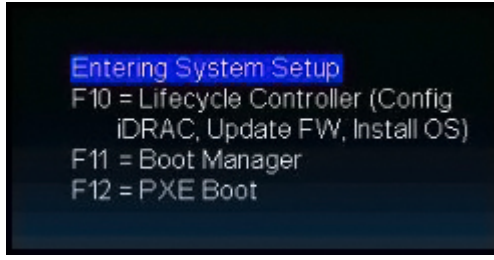 Entering System Setup
F10 = Lifecycle Controller (Config
iDRAC, Update FW, Install OS)
F11 = Boot Manager
F12 = PXE Boot